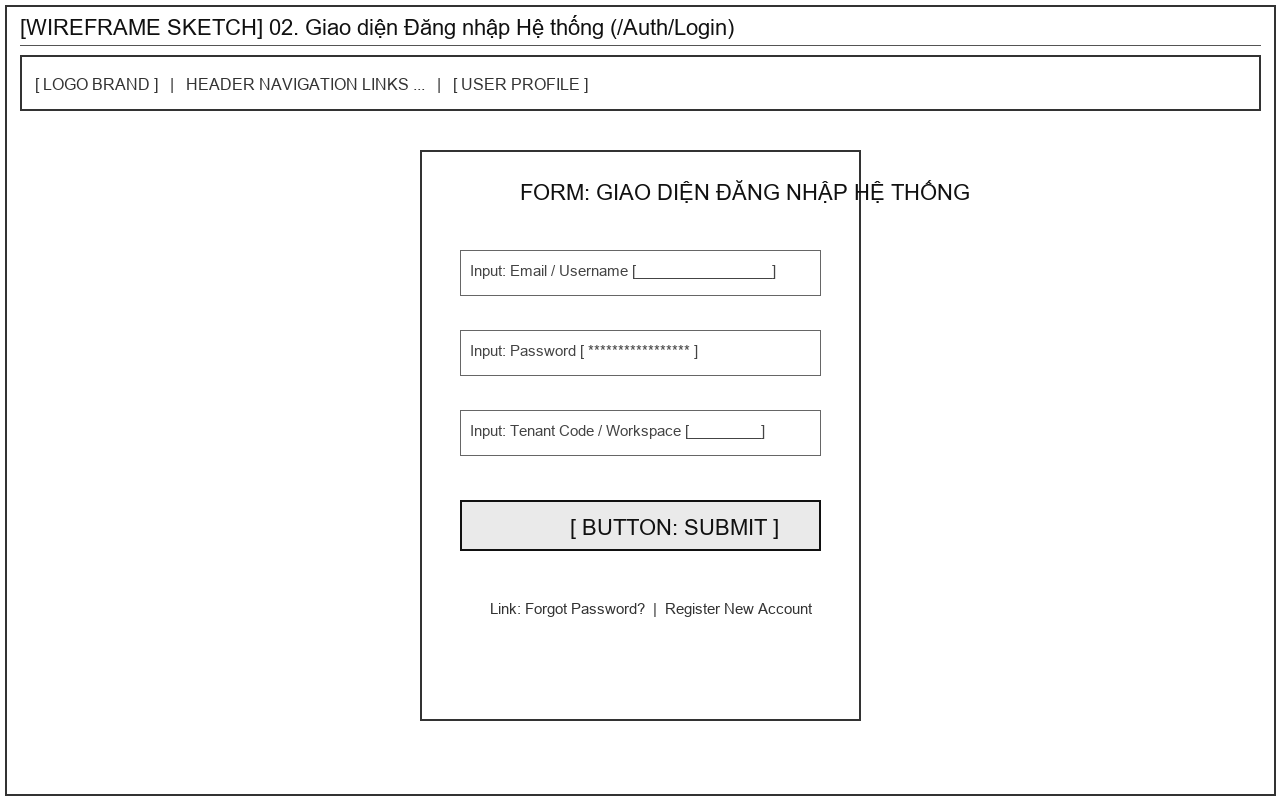 [WIREFRAME SKETCH] 02. Giao diện Đăng nhập Hệ thống (/Auth/Login)
[ LOGO BRAND ] | HEADER NAVIGATION LINKS ... | [ USER PROFILE ]
FORM: GIAO DIỆN ĐĂNG NHẬP HỆ THỐNG
Input: Email / Username [_________________]
Input: Password [ ***************** ]
Input: Tenant Code / Workspace [_________]
[ BUTTON: SUBMIT ]
Link: Forgot Password? | Register New Account